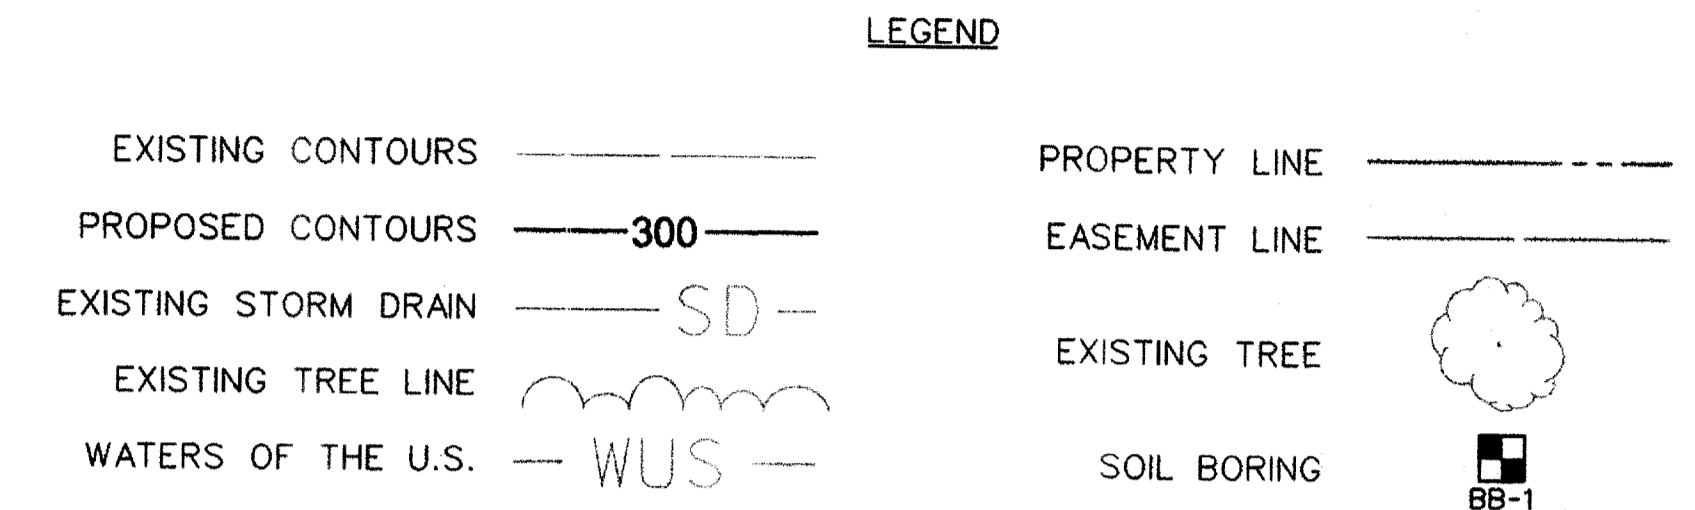 LEGEND
EXISTING CONTOURS
PROPOSED CONTOURS 300
EXISTING STORM DRAIN SD
EXISTING TREE LINE
WATERS OF THE U.S. WUS
PROPERTY LINE
EASEMENT LINE
EXISTING TREE
SOIL BORING
BB-1